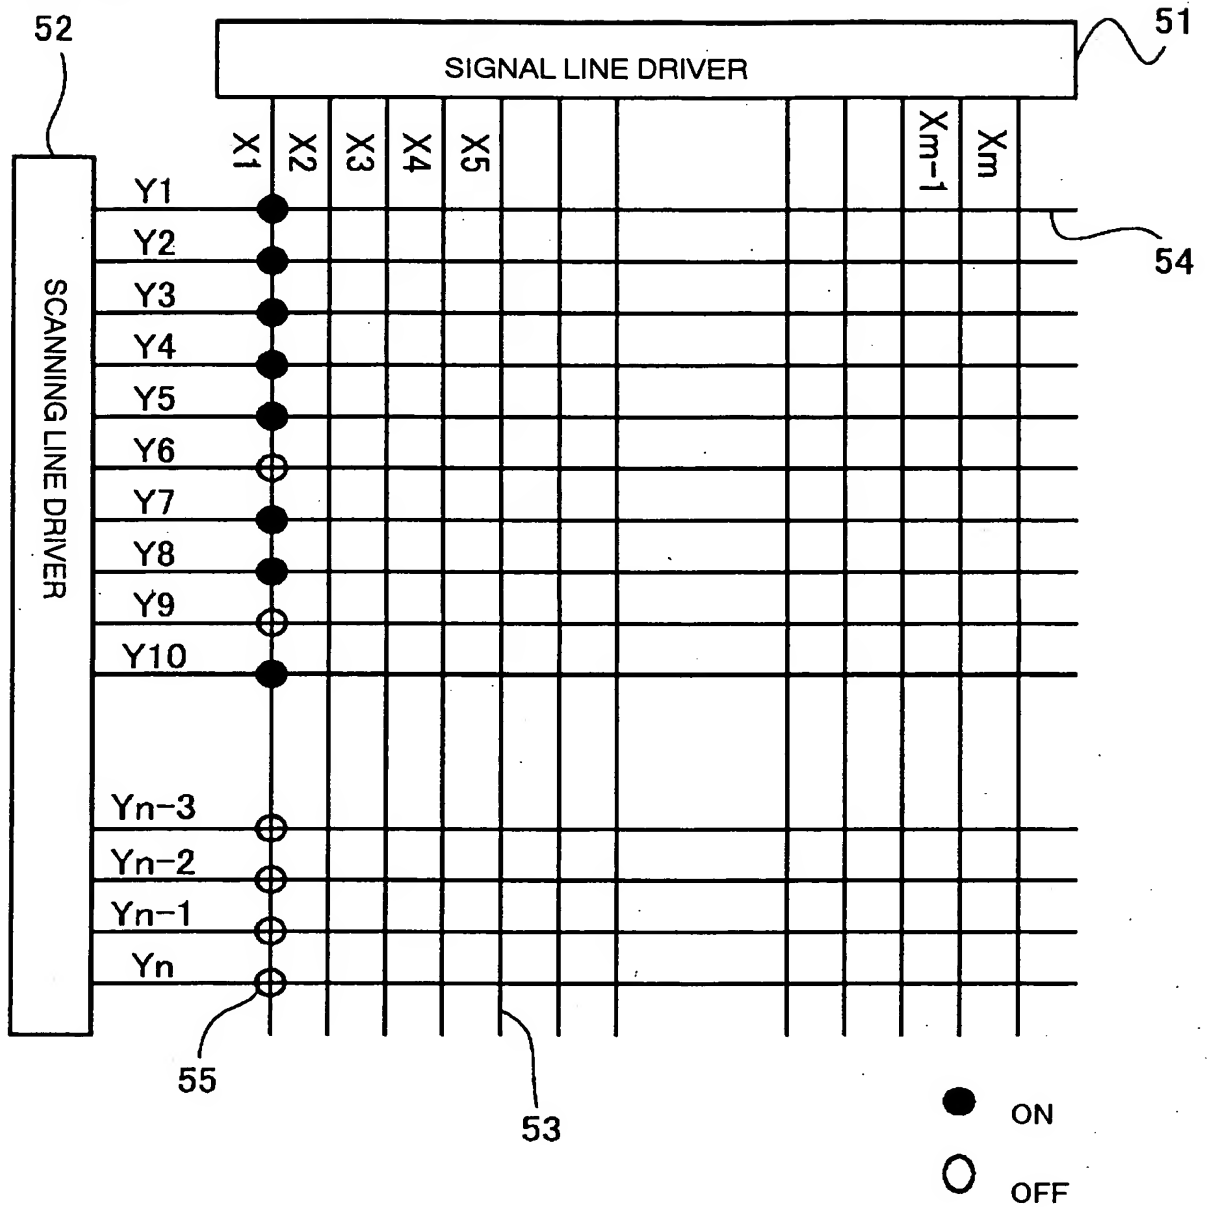 52
51
SIGNAL LINE DRIVER
X1
X2
X3
X4
X5
Xm-1
Xm
SCANNING LINE DRIVER
Y1
54
Y2
Y3
Y4
Y5
Y6
Y7
Y8
Y9
Y10
Yn-3
Yn-2
Yn-1
Yn
55
53
ON
OFF